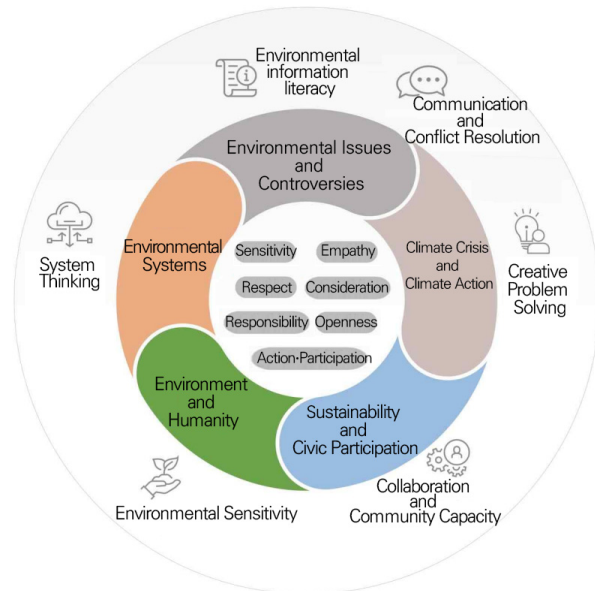 Environmental
information
literacy
Communication
and
Conflict Resolution
Environmental Issues
and
Controversies
System
Thinking
Environmental
Systems
Climate Crisis
and
Climate Action
Creative
Problem
Solving
Sensitivity Empathy
Respect Consideration
Responsibility Openness
Action·Participation
Environment
and
Humanity
Sustainability
and
Civic Participation
Environmental Sensitivity
Collaboration
and
Community Capacity